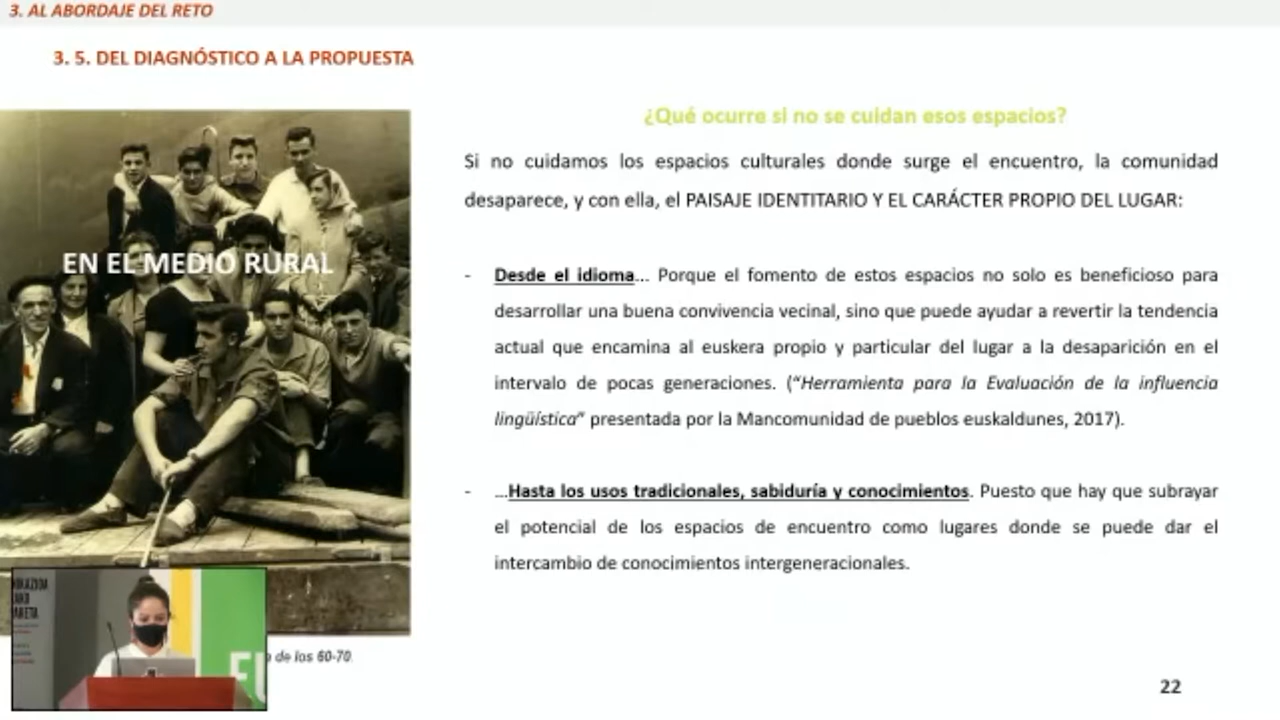 3. AL ABORDAJE DEL RETO
3. 5. DEL DIAGNÓSTICO A LA PROPUESTA
EN EL MEDIO RURAL
de los 60-70.
¿Qué ocurre si no se cuidan esos espacios?
Si no cuidamos los espacios culturales donde surge el encuentro, la comunidad
desaparece, y con ella, el PAISAJE IDENTITARIO Y EL CARÁCTER PROPIO DEL LUGAR:
- Desde el idioma... Porque el fomento de estos espacios no solo es beneficioso para
desarrollar una buena convivencia vecinal, sino que puede ayudar a revertir la tendencia
actual que encamina al euskera propio y particular del lugar a la desaparición en el
intervalo de pocas generaciones. ("Herramienta para la Evaluación de la influencia
lingüística" presentada por la Mancomunidad de pueblos euskaldunes, 2017).
- ...Hasta los usos tradicionales, sabiduría y conocimientos. Puesto que hay que subrayar
el potencial de los espacios de encuentro como lugares donde se puede dar el
intercambio de conocimientos intergeneracionales.
22